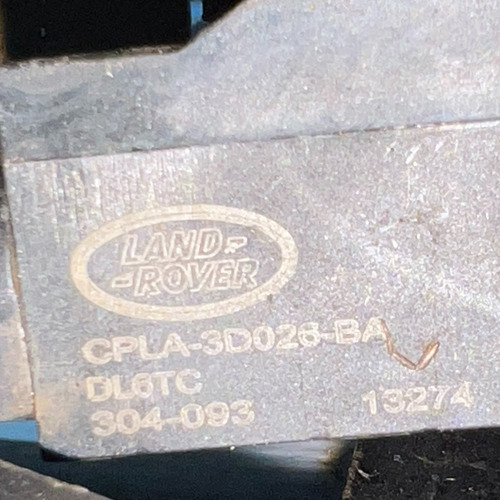 LAND-
-ROVER
CPLA-3D026-BA
DL6TC
304-093 13274